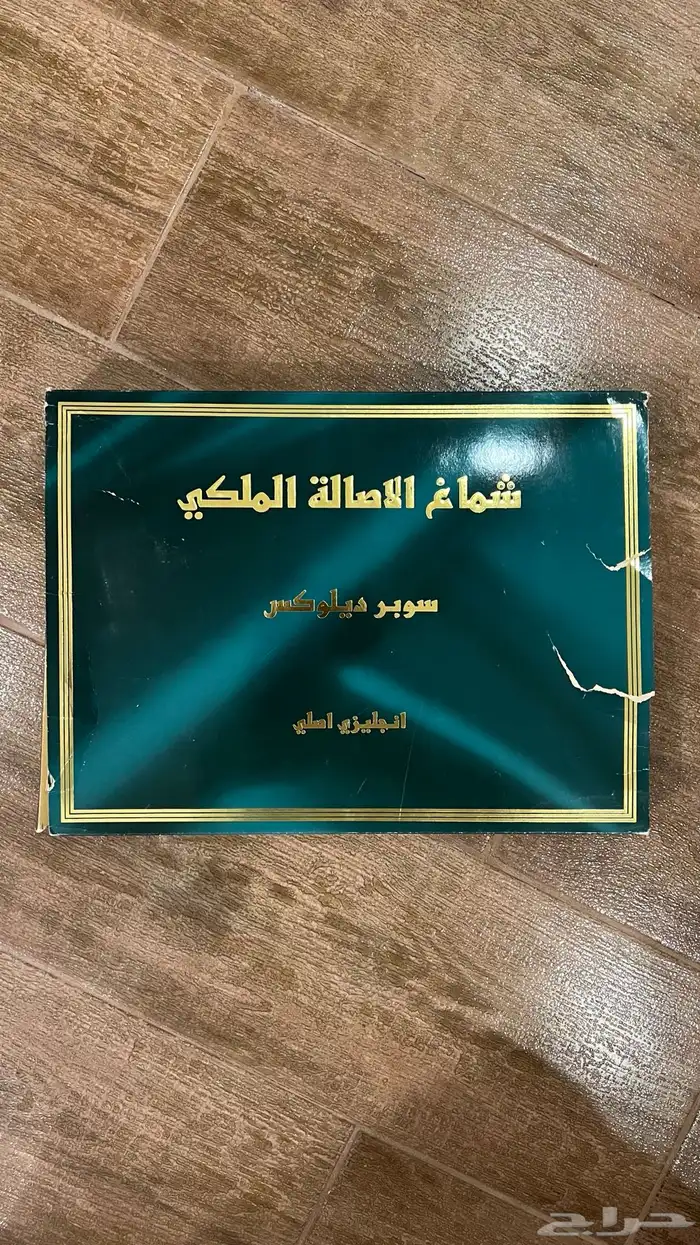 شماغ الاصالة الملكي
سوبر ديلوكس
انجليزي اصلي
حراج